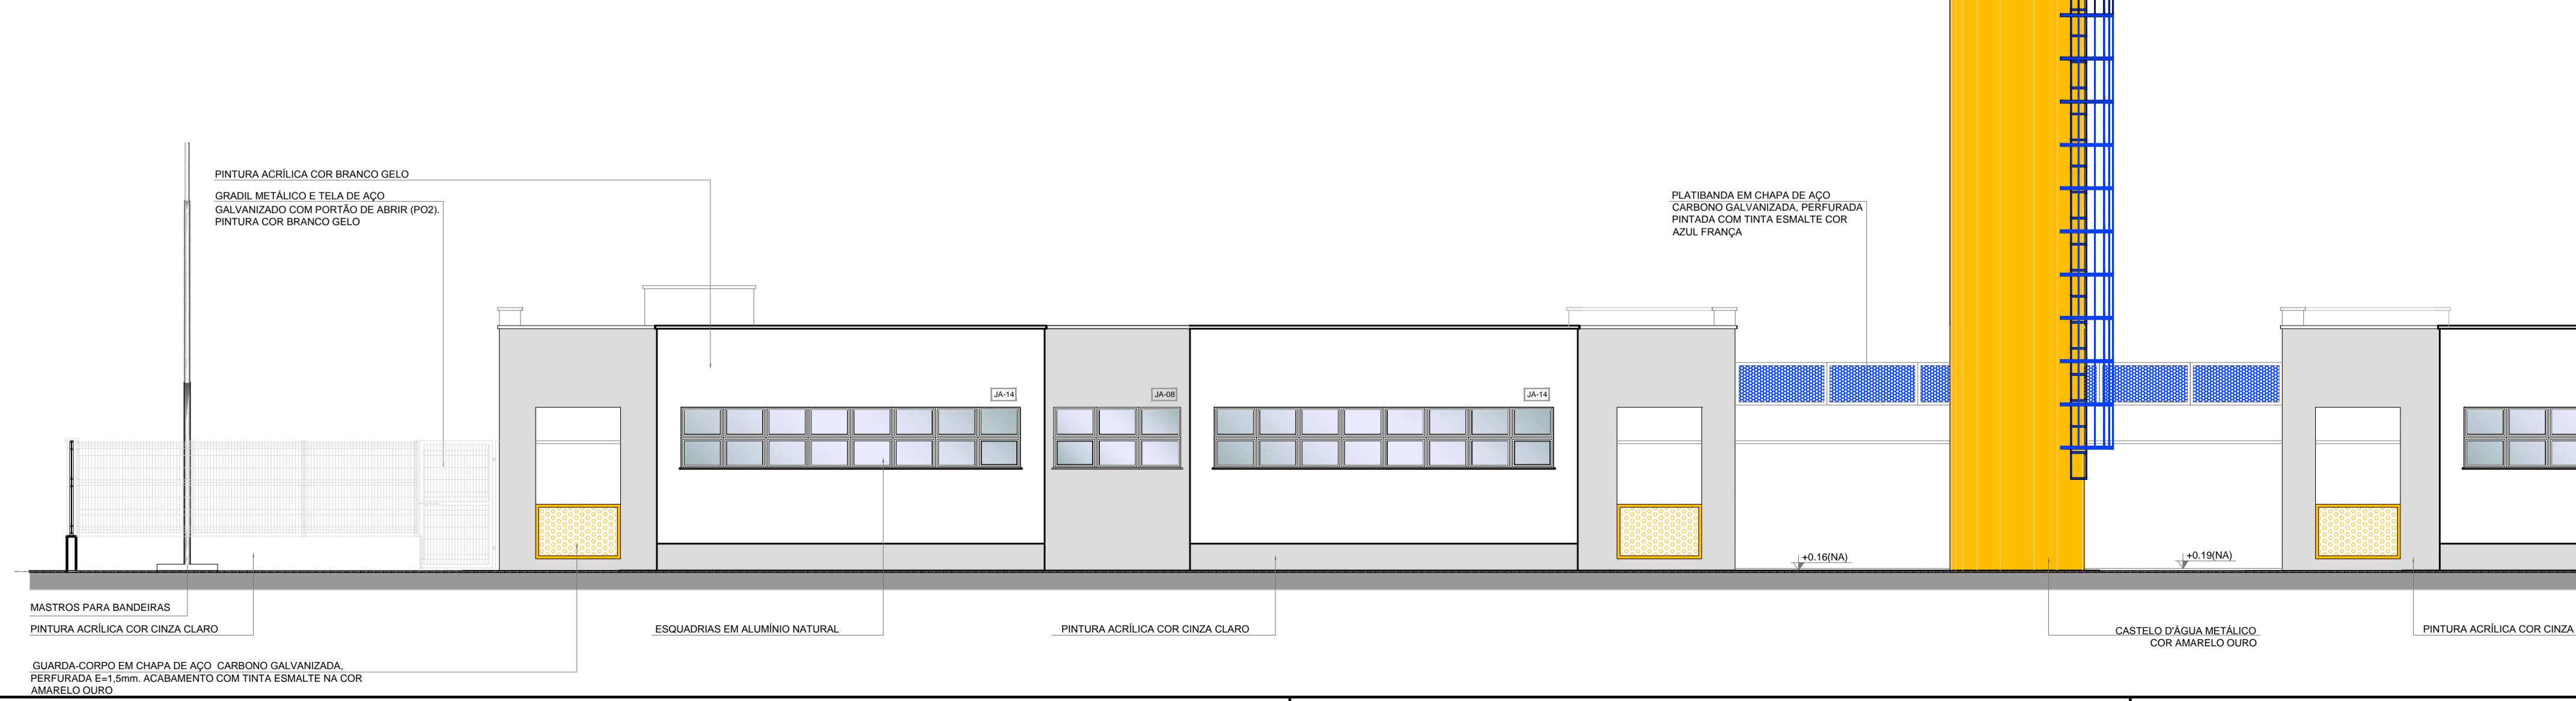 PINTURA ACRÍLICA COR BRANCO GELO
GRADIL METÁLICO E TELA DE AÇO
GALVANIZADO COM PORTÃO DE ABRIR (PO2).
PINTURA COR BRANCO GELO
PLATIBANDA EM CHAPA DE AÇO
CARBONO GALVANIZADA, PERFURADA
PINTADA COM TINTA ESMALTE COR
AZUL FRANÇA
JA-14
JA-08
JA-14
+0.16(NA)
+0.19(NA)
MASTROS PARA BANDEIRAS
PINTURA ACRÍLICA COR CINZA CLARO
ESQUADRIAS EM ALUMÍNIO NATURAL
PINTURA ACRÍLICA COR CINZA CLARO
CASTELO D'ÁGUA METÁLICO
COR AMARELO OURO
PINTURA ACRÍLICA COR CINZA
GUARDA-CORPO EM CHAPA DE AÇO CARBONO GALVANIZADA,
PERFURADA E=1,5mm. ACABAMENTO COM TINTA ESMALTE NA COR
AMARELO OURO